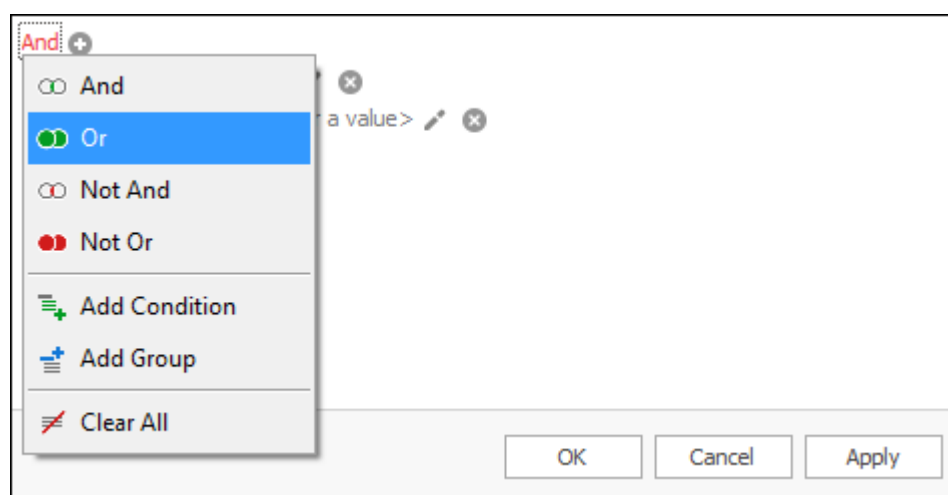 And
And
a value>
Or
Not And
Not Or
Add Condition
Add Group
Clear All
OK Cancel Apply